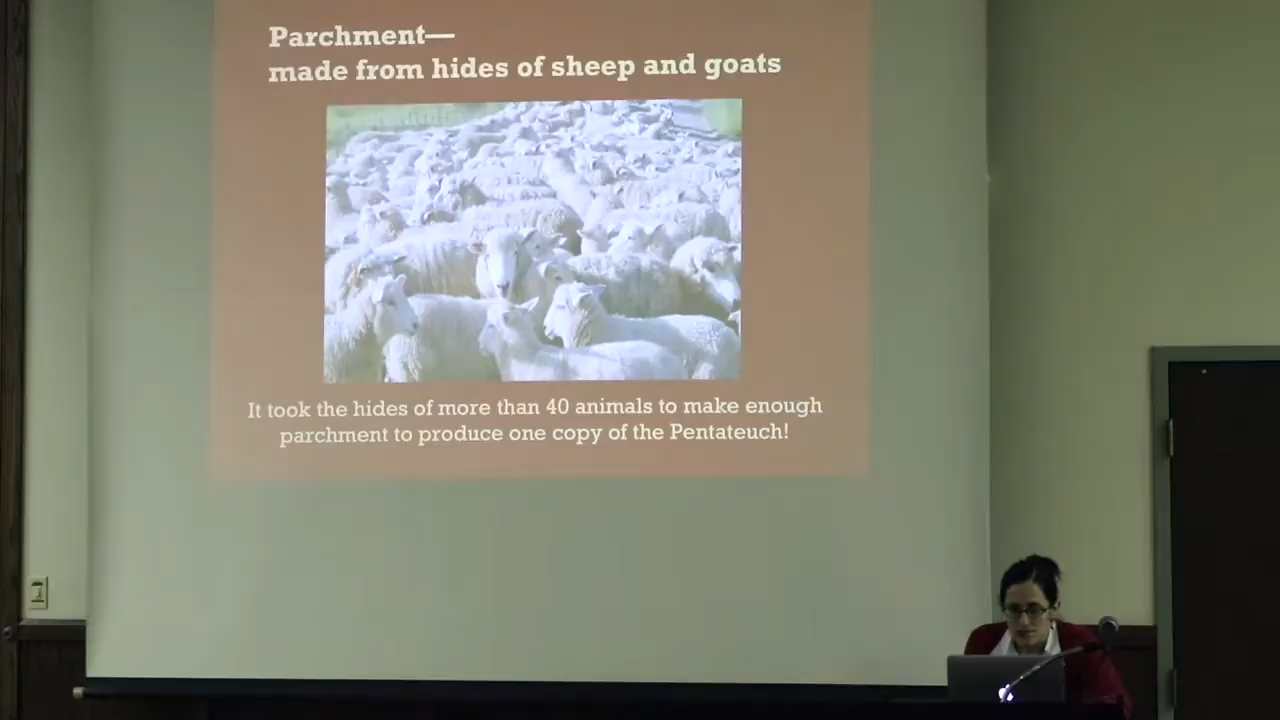 Parchment—
made from hides of sheep and goats
It took the hides of more than 40 animals to make enough
parchment to produce one copy of the Pentateuch!